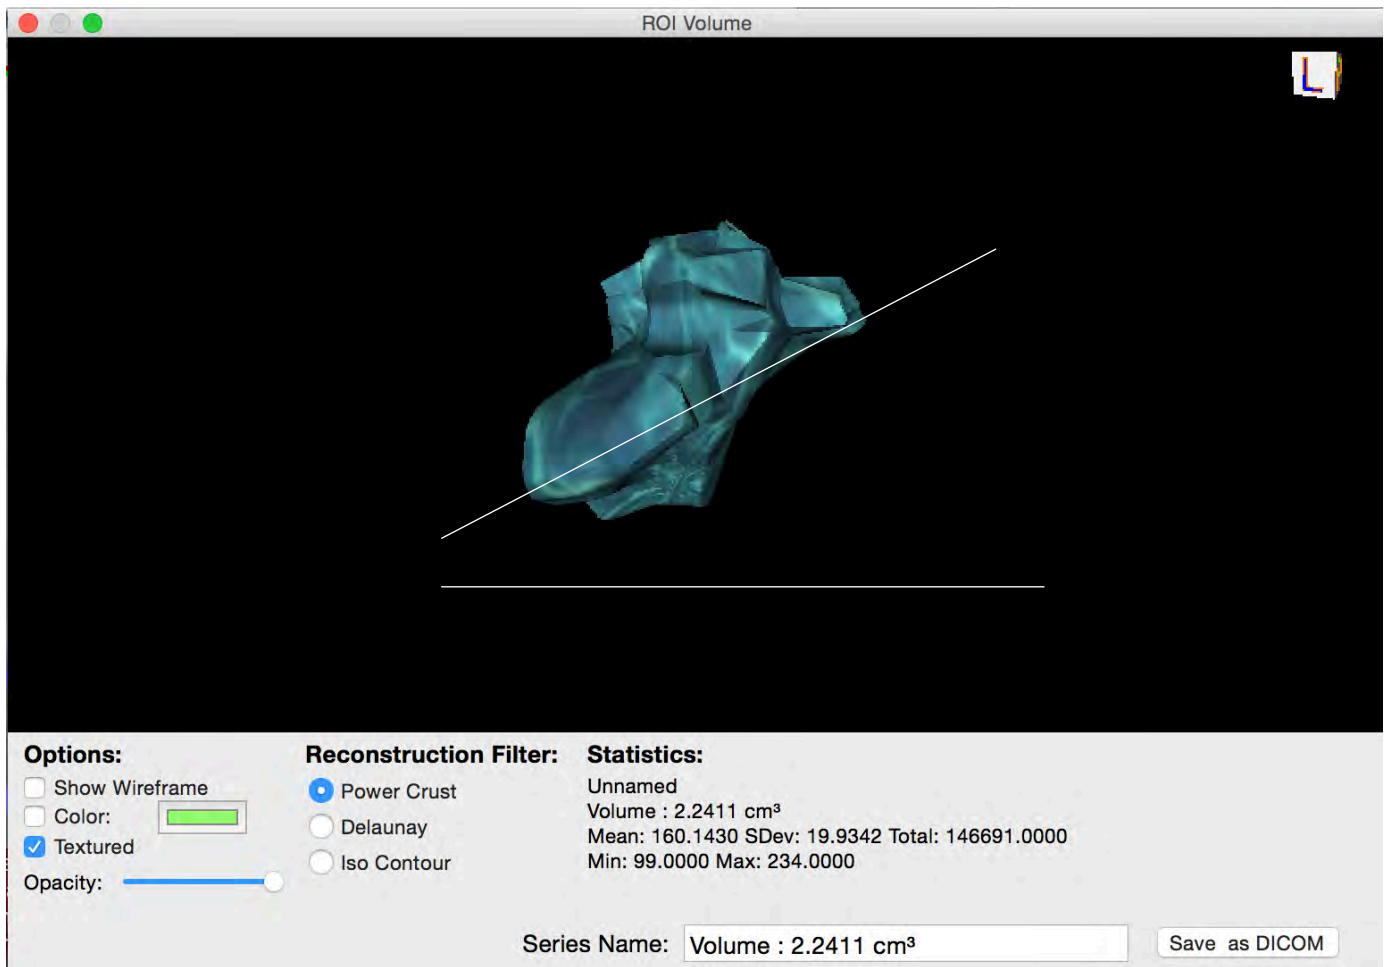 ROI Volume
L
Options:
Show Wireframe
Color:
Textured
Opacity:
Reconstruction Filter:
Power Crust
Delaunay
Iso Contour
Statistics:
Unnamed
Volume : 2.2411 cm³
Mean: 160.1430 SDev: 19.9342 Total: 146691.0000
Min: 99.0000 Max: 234.0000
Series Name: Volume : 2.2411 cm³
Save as DICOM